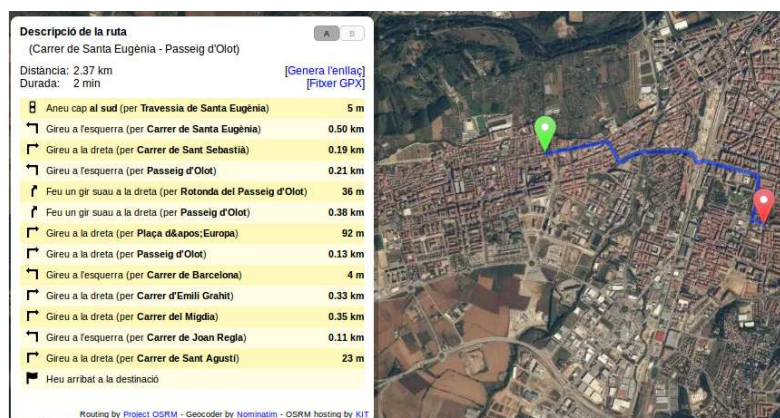 Descripció de la ruta
A B
(Carrer de Santa Eugènia - Passeig d'Olot)
Distància: 2.37 km [Genera l'enllaç]
Durada: 2 min [Fitxer GPX]
Aneu cap al sud (per Travessia de Santa Eugènia) 5 m
Gireu a l'esquerra (per Carrer de Santa Eugènia) 0.50 km
Gireu a la dreta (per Carrer de Sant Sebastià) 0.19 km
Gireu a l'esquerra (per Passeig d'Olot) 0.21 km
Feu un gir suau a la dreta (per Rotonda del Passeig d'Olot) 36 m
Feu un gir suau a la dreta (per Passeig d'Olot) 0.38 km
Gireu a la dreta (per Plaça d&apos;Europa) 92 m
Gireu a la dreta (per Passeig d'Olot) 0.13 km
Gireu a l'esquerra (per Carrer de Barcelona) 4 m
Gireu a la dreta (per Carrer d'Emili Grahit) 0.33 km
Gireu a la dreta (per Carrer del Migdia) 0.35 km
Gireu a l'esquerra (per Carrer de Joan Regla) 0.11 km
Gireu a la dreta (per Carrer de Sant Agustí) 23 m
Heu arribat a la destinació
Routing by Project OSRM - Geocoder by Nominatim - OSRM hosting by KIT